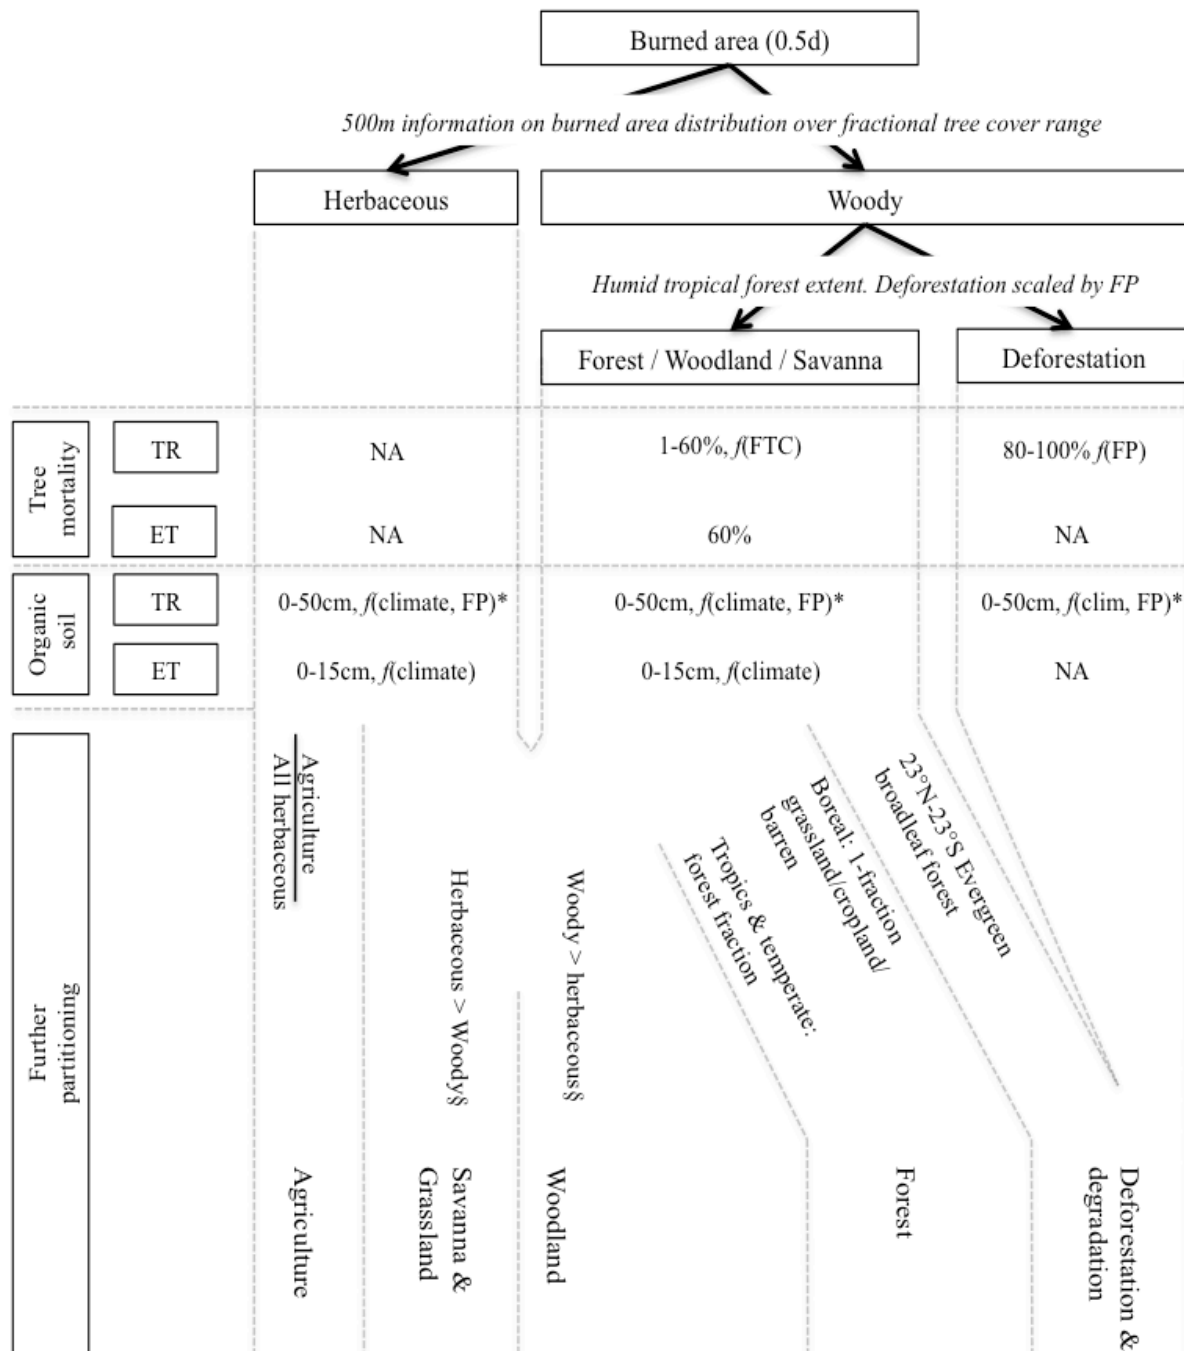 Burned area (0.5d)
500m information on burned area distribution over fractional tree cover range
Herbaceous
Woody
Humid tropical forest extent. Deforestation scaled by FP
Forest / Woodland / Savanna
Deforestation
Tree
mortality
TR
NA
1-60%, f(FTC)
80-100% f(FP)
ET
NA
60%
NA
Organic
soil
TR
0-50cm, f(climate, FP)*
0-50cm, f(climate, FP)*
0-50cm, f(clim, FP)*
ET
0-15cm, f(climate)
0-15cm, f(climate)
NA
Further
partitioning
Agriculture
All herbaceous
Herbaceous > Woody§
Woody > herbaceous§
Tropics & temperate:
forest fraction
Boreal: 1-fraction
grassland/cropland/
barren
23°N-23°S Evergreen
broadleaf forest
Agriculture
Savanna &
Grassland
Woodland
Forest
Deforestation &
degradation